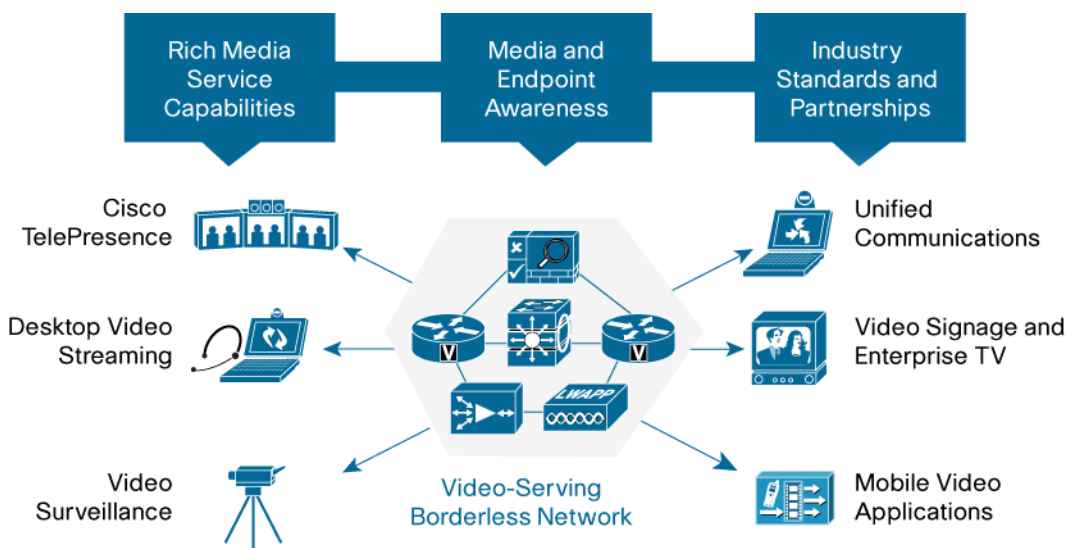 Rich Media
Service
Capabilities
Media and
Endpoint
Awareness
Industry
Standards and
Partnerships
Cisco
TelePresence
Unified
Communications
Desktop Video
Streaming
V
V
Video Signage and
Enterprise TV
LWAPP
Video
Surveillance
Video-Serving
Borderless Network
Mobile Video
Applications